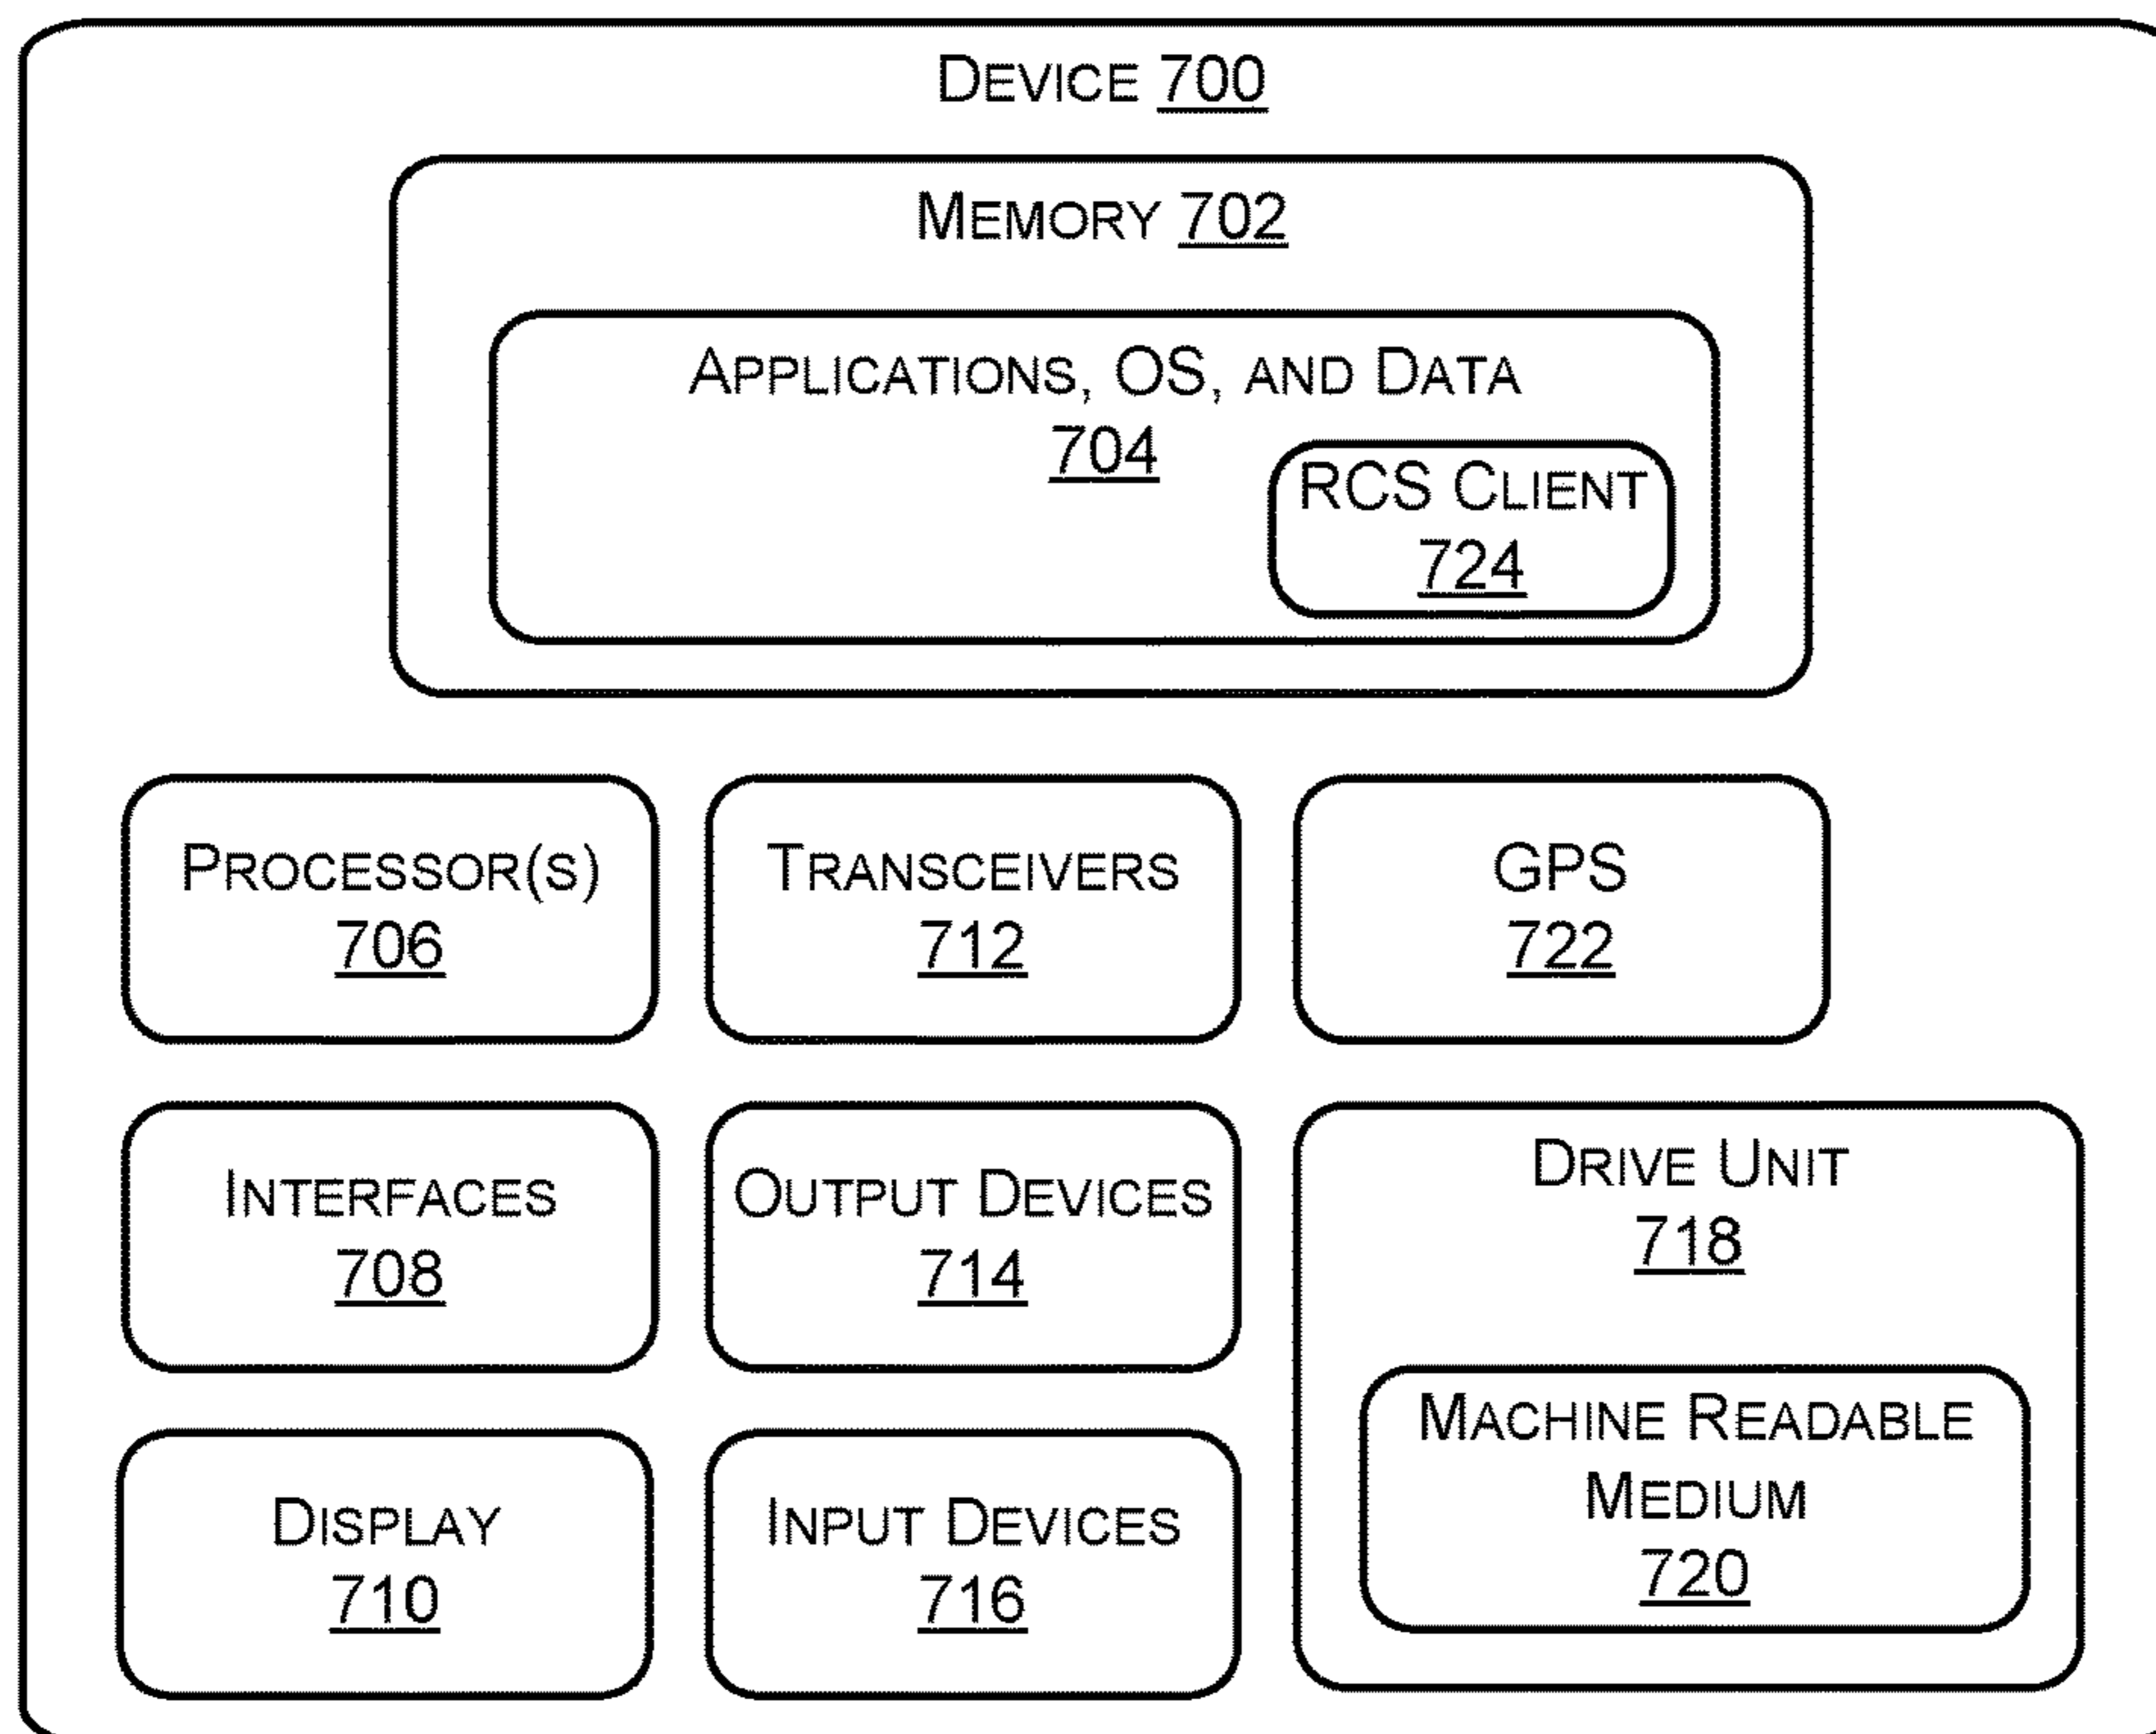 DEVICE 700
MEMORY 702
APPLICATIONS, OS, AND DATA
704
RCS CLIENT
724
PROCESSOR(S)
706
TRANSCEIVERS
712
GPS
722
INTERFACES
708
OUTPUT DEVICES
714
DRIVE UNIT
718
DISPLAY
710
INPUT DEVICES
716
MACHINE READABLE
MEDIUM
720